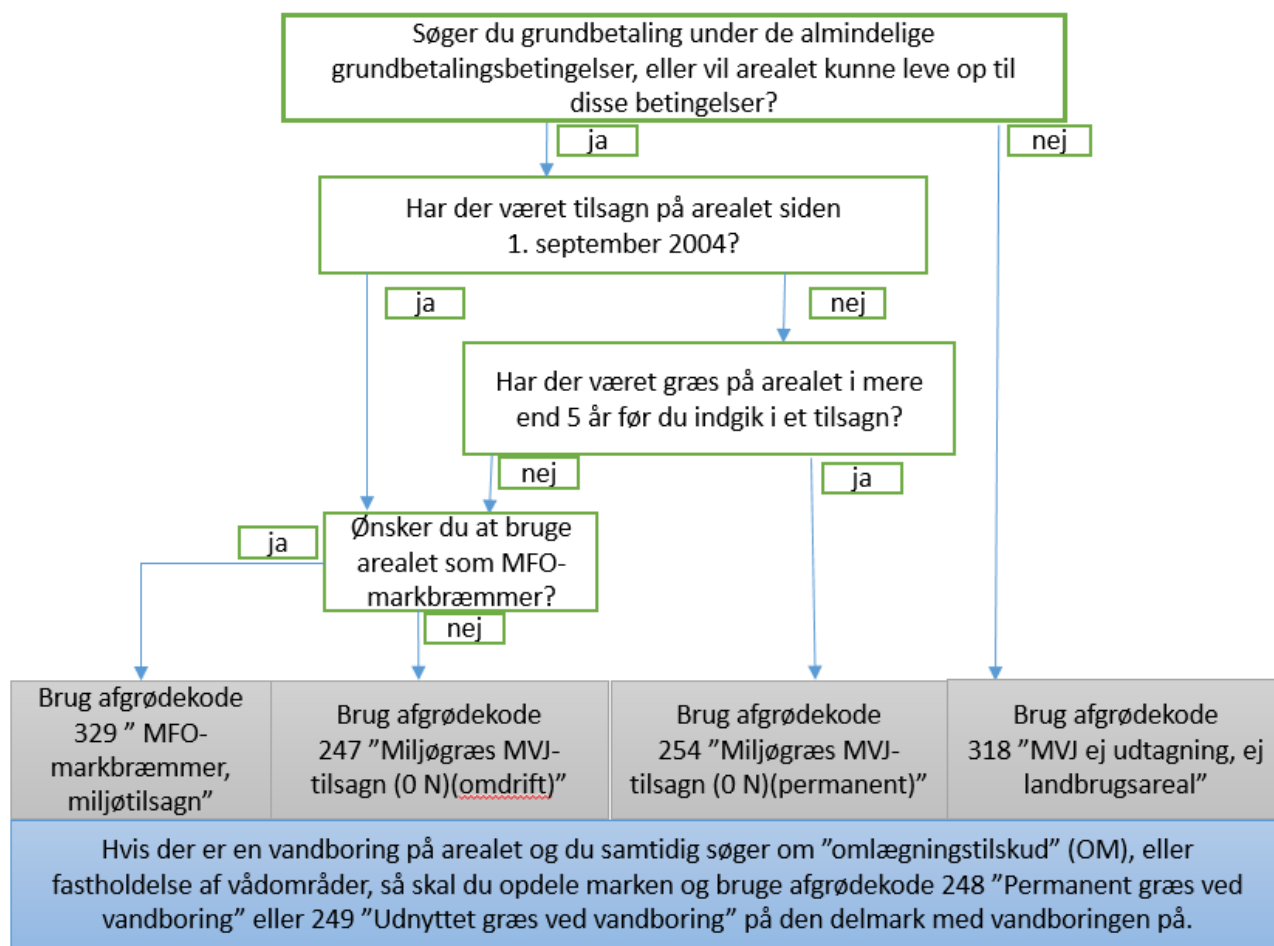 Søger du grundbetaling under de almindelige
grundbetalingsbetingelser, eller vil arealet kunne leve op til
disse betingelser?
ja
nej
Har der været tilsagn på arealet siden
1. september 2004?
ja
nej
Har der været græs på arealet i mere
end 5 år før du indgik i et tilsagn?
nej
ja
Ønsker du at bruge
arealet som MFO-
markbræmmer?
ja
nej
Brug afgrødekode
329 ” MFO-
markbræmmer,
miljøtilsagn”
Brug afgrødekode
247 ”Miljøgræs MVJ-
tilsagn (0 N)(omdrift)”
Brug afgrødekode
254 ”Miljøgræs MVJ-
tilsagn (0 N)(permanent)”
Brug afgrødekode
318 ”MVJ ej udtagning, ej
landbrugsareal”
Hvis der er en vandboring på arealet og du samtidig søger om ”omlægningstilskud” (OM), eller
fastholdelse af vådområder, så skal du opdele marken og bruge afgrødekode 248 ”Permanent græs ved
vandboring” eller 249 ”Udnyttet græs ved vandboring” på den delmark med vandboringen på.